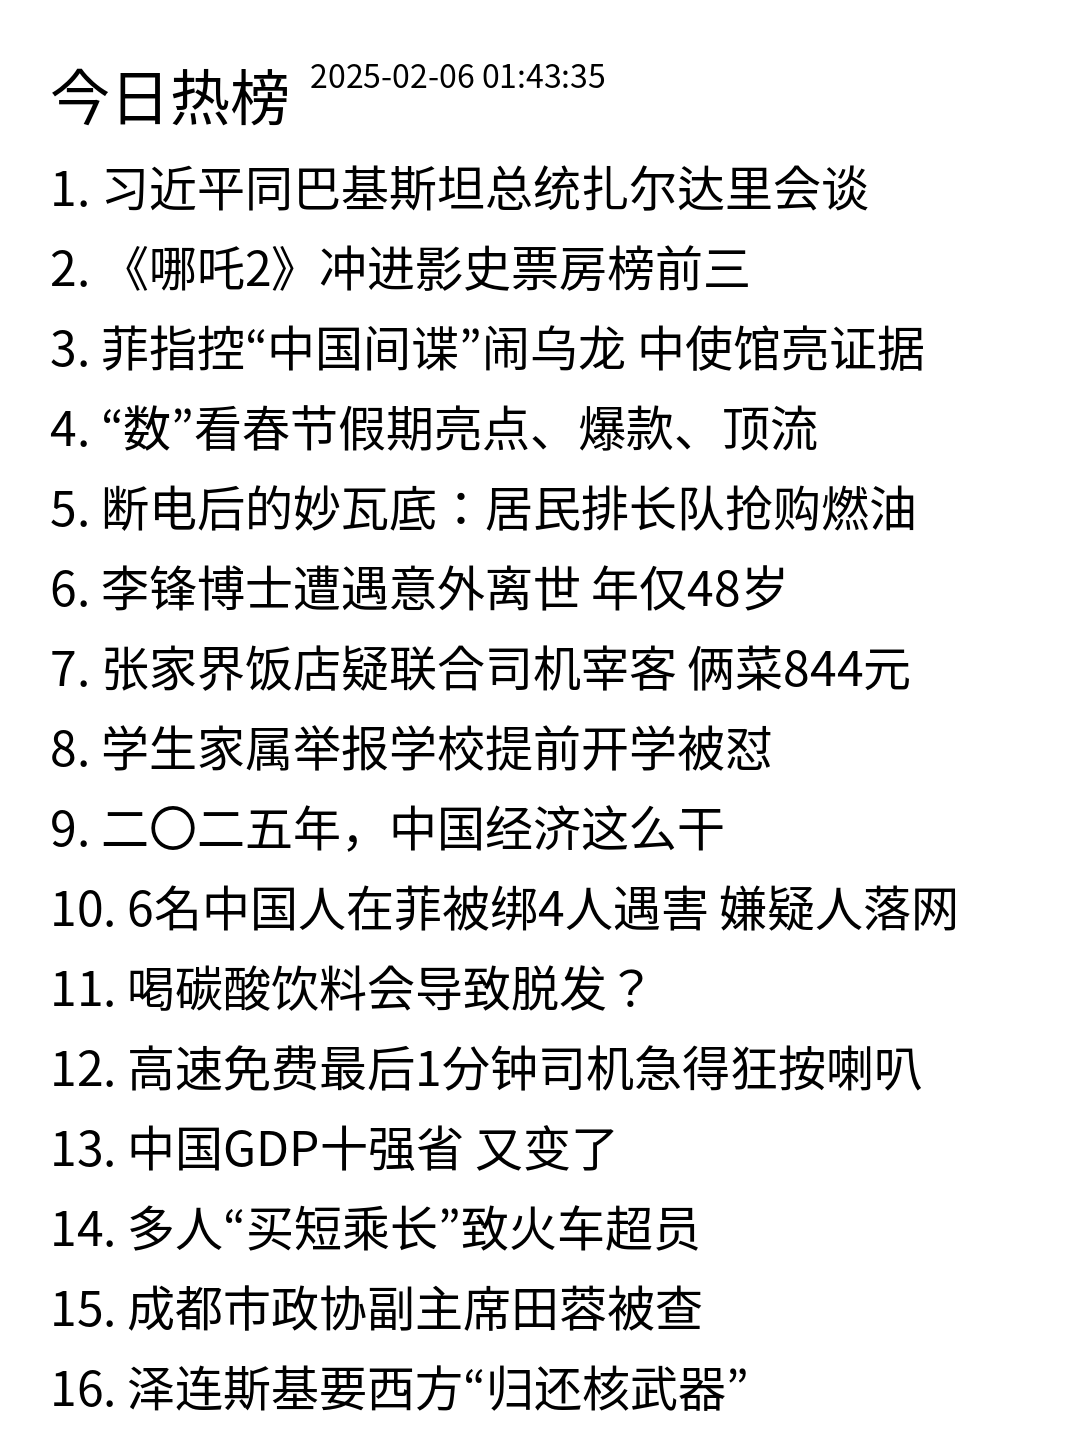 今日热榜 2025-02-06 01:43:35
1. 习近平同巴基斯坦总统扎尔达里会谈
2. 《哪吒2》冲进影史票房榜前三
3. 菲指控“中国间谍”闹乌龙 中使馆亮证据
4. “数”看春节假期亮点、爆款、顶流
5. 断电后的妙瓦底：居民排长队抢购燃油
6. 李锋博士遭遇意外离世 年仅48岁
7. 张家界饭店疑联合司机宰客 俩菜844元
8. 学生家属举报学校提前开学被怼
9. 二〇二五年，中国经济这么干
10. 6名中国人在菲被绑4人遇害 嫌疑人落网
11. 喝碳酸饮料会导致脱发？
12. 高速免费最后1分钟司机急得狂按喇叭
13. 中国GDP十强省 又变了
14. 多人“买短乘长”致火车超员
15. 成都市政协副主席田蓉被查
16. 泽连斯基要西方“归还核武器”